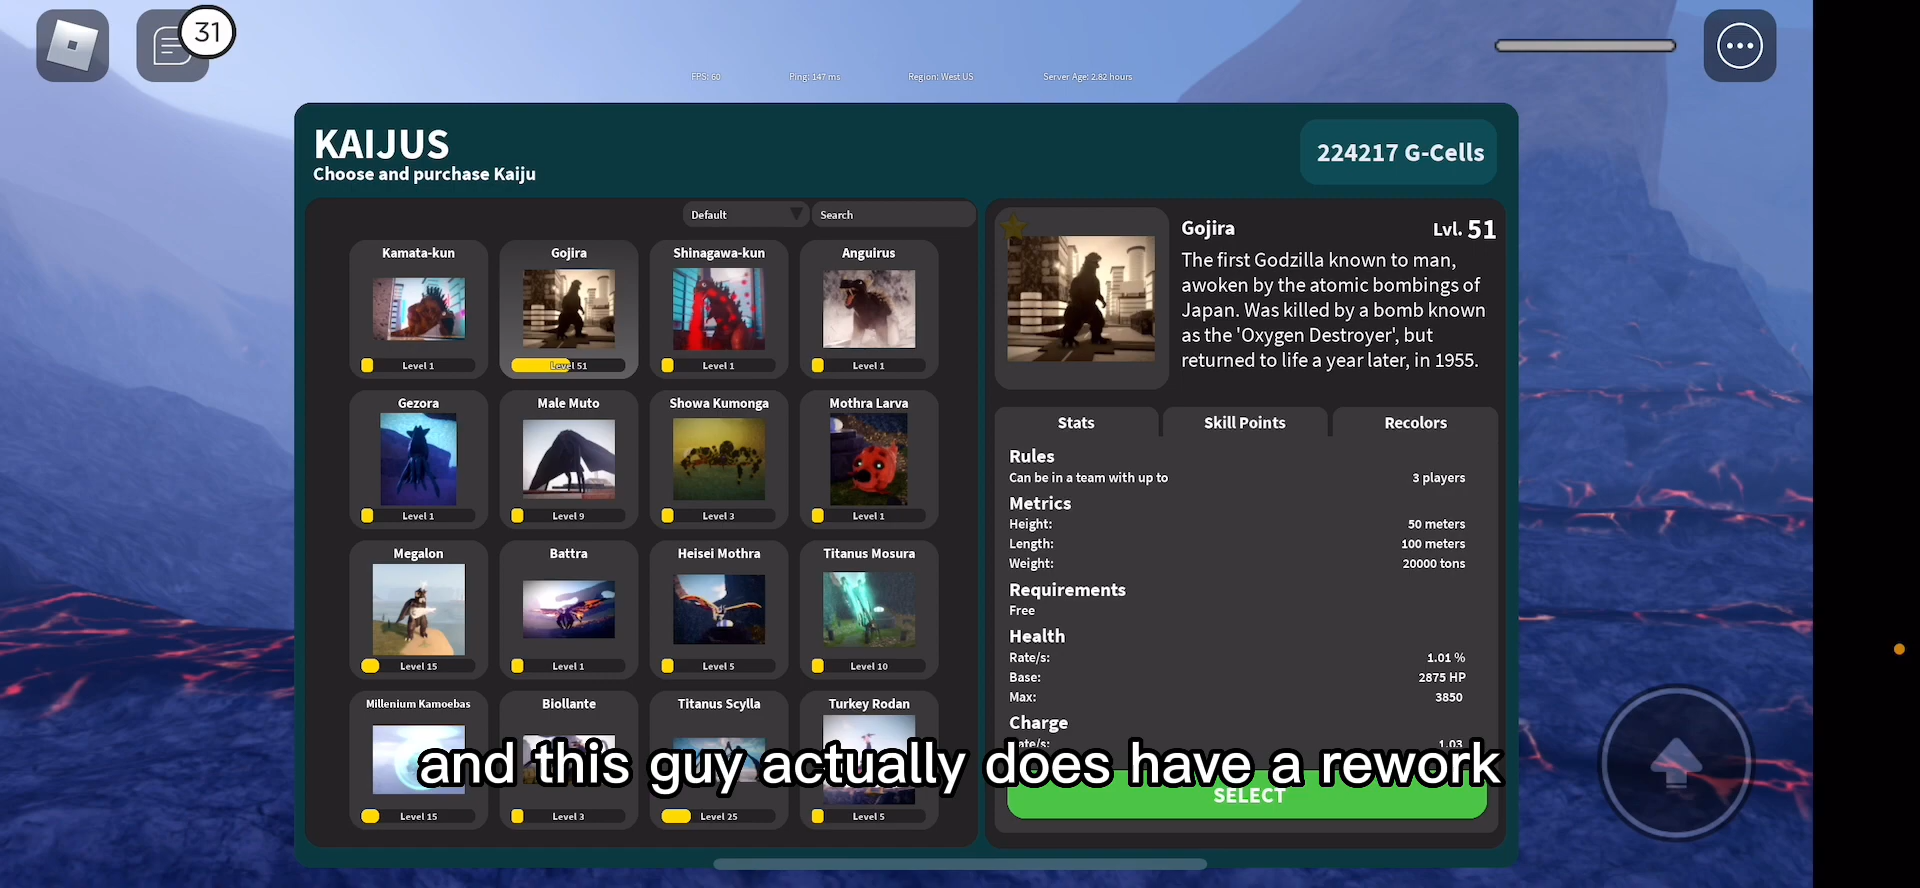 31
FPS: 60 Ping: 147 ms Region: West US Server Age: 2.82 hours
KAIJUS
Choose and purchase Kaiju
224217 G-Cells
Default Search
Kamata-kun Gojira Shinagawa-kun Anguirus
Level 1 Level 51 Level 1 Level 1
Gezora Male Muto Showa Kumonga Mothra Larva
Level 1 Level 9 Level 3 Level 1
Megalon Battra Heisei Mothra Titanus Mosura
Level 15 Level 1 Level 5 Level 10
Millenium Kamoebas Biollante Titanus Scylla Turkey Rodan
Level 15 Level 3 Level 25 Level 5
Gojira Lvl. 51
The first Godzilla known to man,
awoken by the atomic bombings of
Japan. Was killed by a bomb known
as the 'Oxygen Destroyer', but
returned to life a year later, in 1955.
Stats Skill Points Recolors
Rules
Can be in a team with up to 3 players
Metrics
Height: 50 meters
Length: 100 meters
Weight: 20000 tons
Requirements
Free
Health
Rate/s: 1.01 %
Base: 2875 HP
Max: 3850
Charge
Rate/s: 1.03
and this guy actually does have a rework
SELECT